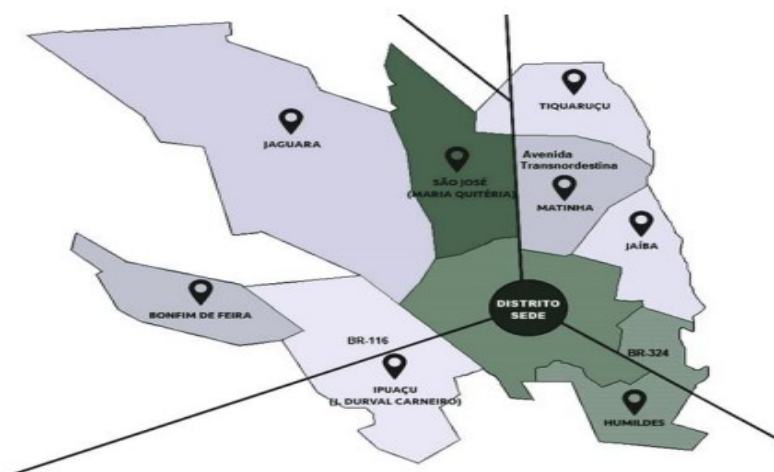 TIQUARUÇU
JAGUARA
Avenida
Transnordestina
SÃO JOSÉ
(MARIA QUITÉRIA)
MATINHA
JAÍBA
DISTRITO
SEDE
BONFIM DE FEIRA
BR-116
BR-324
IPUAÇU
(J. DURVAL CARNEIRO)
HUMILDES